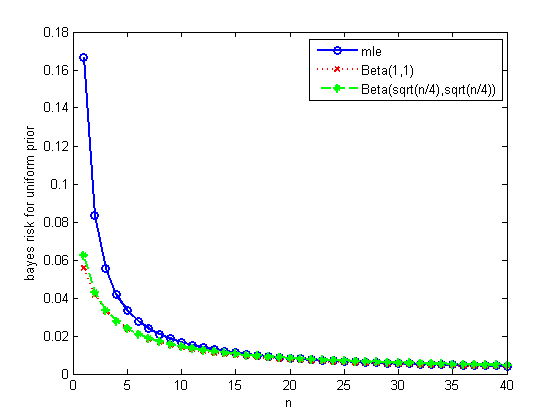 0.18
0.16
0.14
0.12
0.1
0.08
0.06
0.04
0.02
0
bayes risk for uniform prior
mle
Beta(1,1)
Beta(sqrt(n/4),sqrt(n/4))
0 5 10 15 20 25 30 35 40
n